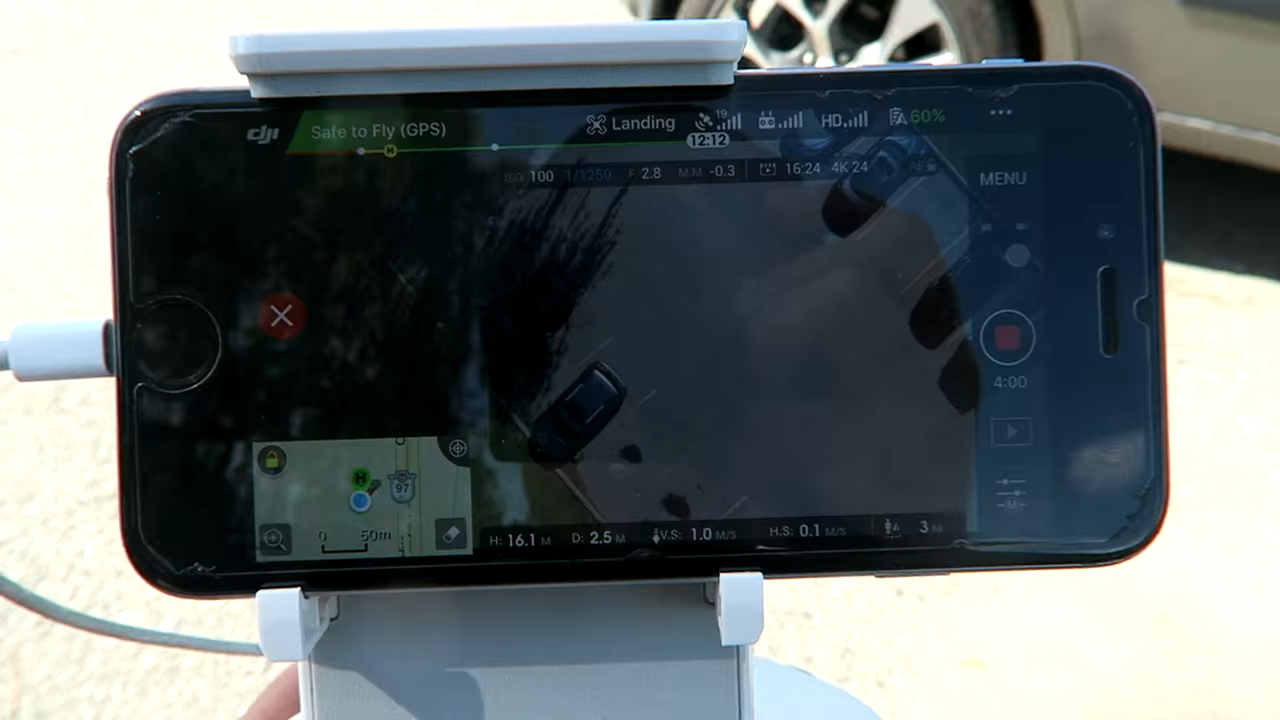 dji Safe to Fly (GPS) Landing 19 HD 60%
12:12
ISO 100 1/1250 F 2.8 M.M -0.3 16:24 4K 24
MENU
4:00
H
97
0 50m
M
H: 16.1 M D: 2.5 M V.S: 1.0 M/S H.S: 0.1 M/S 3 M